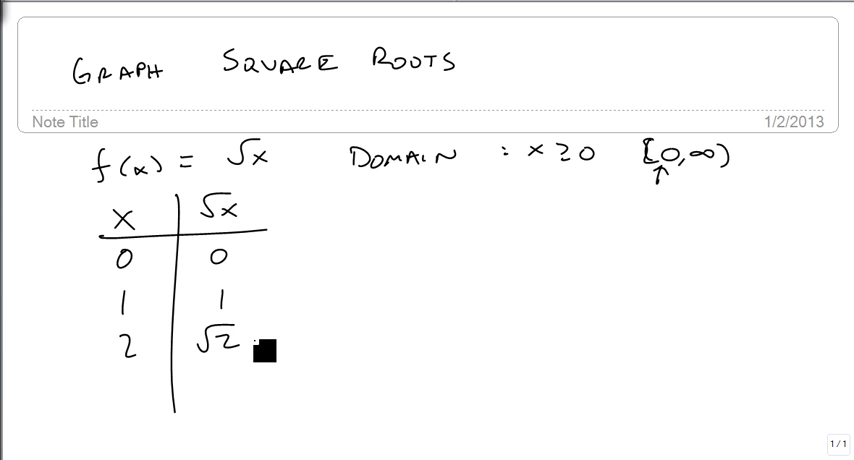 GRAPH SQUARE ROOTS
Note Title 1/2/2013
f(x) = √x DOMAIN : x ≥ 0 [0,∞)
x √x
0 0
1 1
2 √2
1 / 1